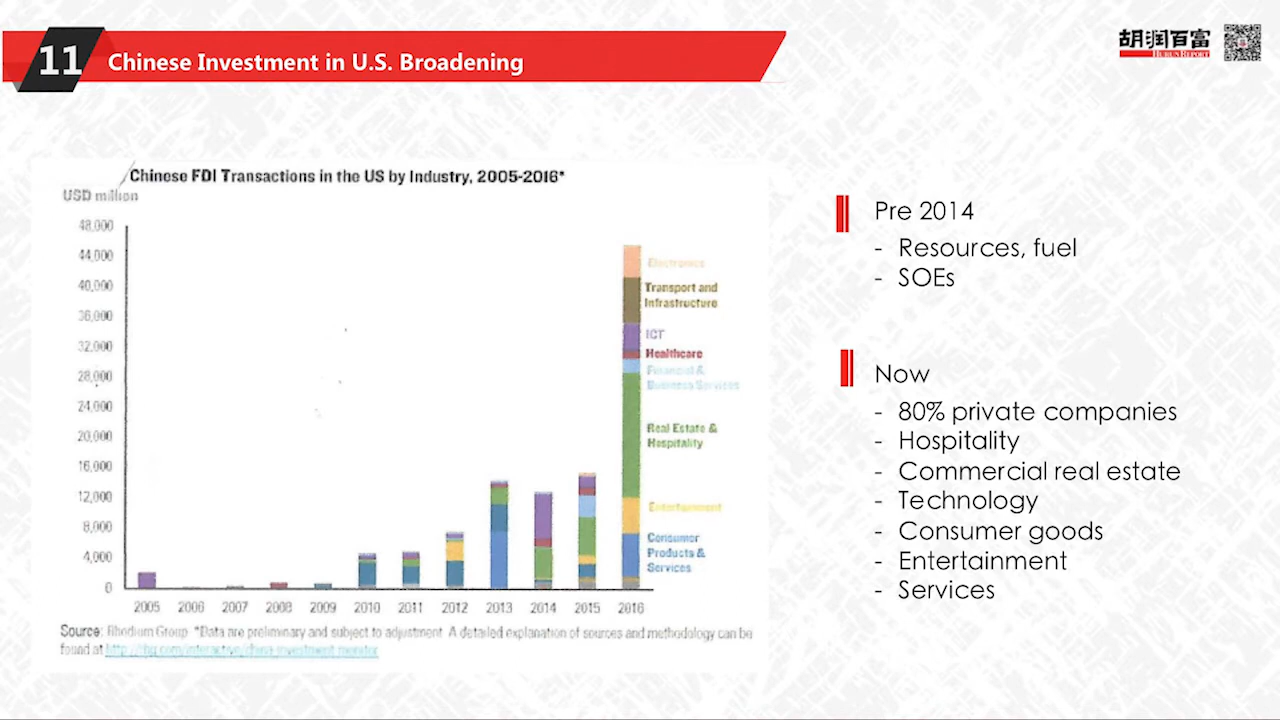 11
Chinese Investment in U.S. Broadening
胡润百富
HURUN REPORT
Chinese FDI Transactions in the US by Industry, 2005-2016*
USD million
48,000
44,000
40,000
36,000
32,000
28,000
24,000
20,000
16,000
12,000
8,000
4,000
0
Electronics
Transport and
Infrastructure
ICT
Healthcare
Financial &
Business Services
Real Estate &
Hospitality
Entertainment
Consumer
Products &
Services
2005 2006 2007 2008 2009 2010 2011 2012 2013 2014 2015 2016
Source: Rhodium Group *Data are preliminary and subject to adjustment A detailed explanation of sources and methodology can be
found at
Pre 2014
- Resources, fuel
- SOEs
Now
- 80% private companies
- Hospitality
- Commercial real estate
- Technology
- Consumer goods
- Entertainment
- Services